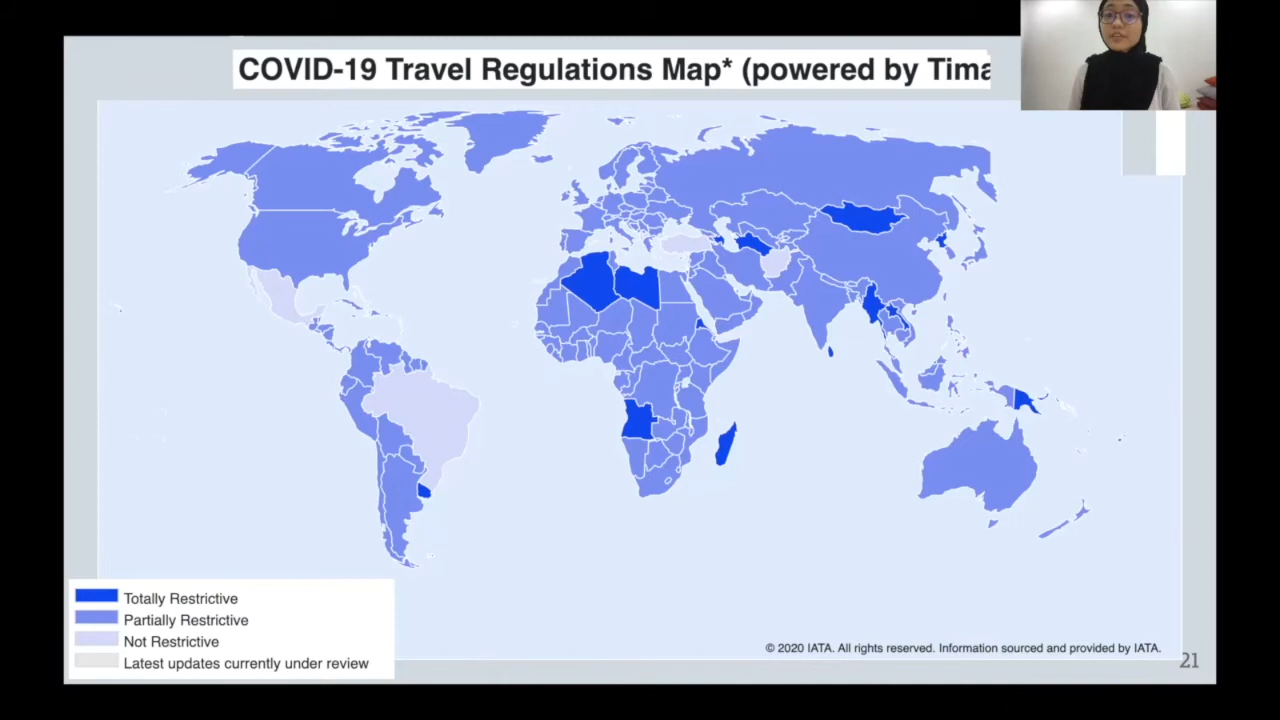 COVID-19 Travel Regulations Map* (powered by Tima
Totally Restrictive
Partially Restrictive
Not Restrictive
Latest updates currently under review
© 2020 IATA. All rights reserved. Information sourced and provided by IATA.
21